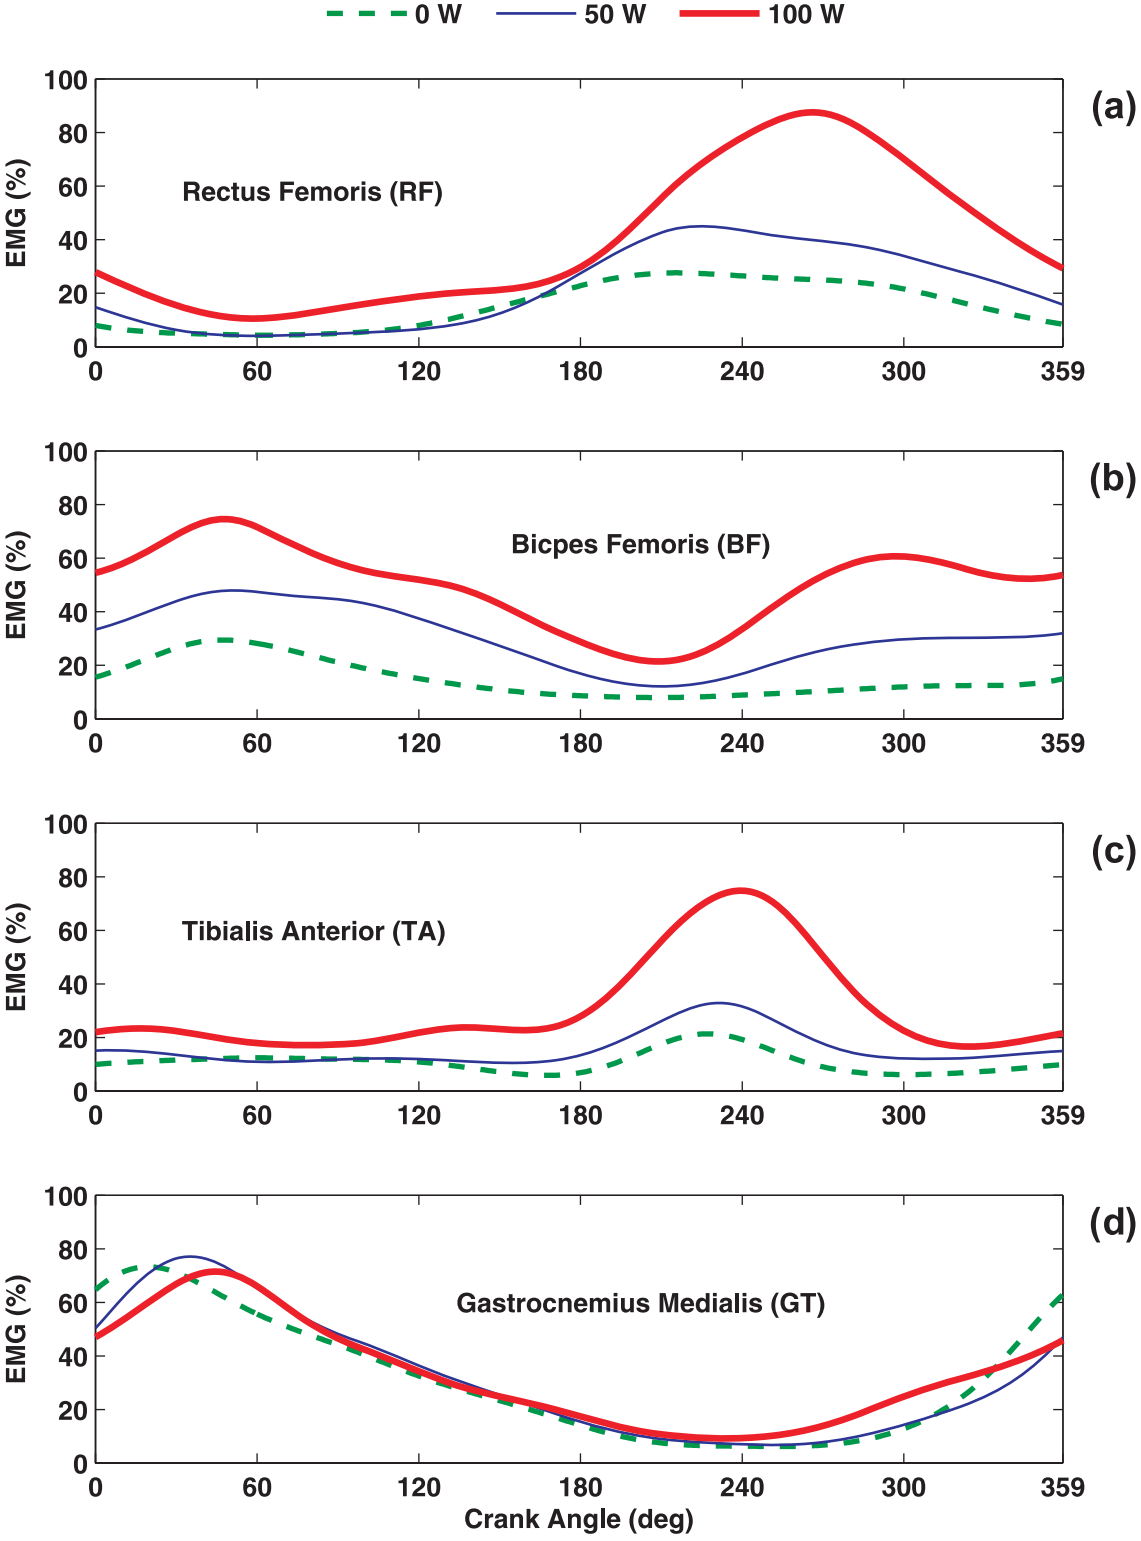 0 W 50 W 100 W
(a)
EMG (%)
100
80
60
40
20
0
Rectus Femoris (RF)
0 60 120 180 240 300 359
(b)
EMG (%)
100
80
60
40
20
0
Bicpes Femoris (BF)
0 60 120 180 240 300 359
(c)
EMG (%)
100
80
60
40
20
0
Tibialis Anterior (TA)
0 60 120 180 240 300 359
(d)
EMG (%)
100
80
60
40
20
0
Gastrocnemius Medialis (GT)
0 60 120 180 240 300 359
Crank Angle (deg)